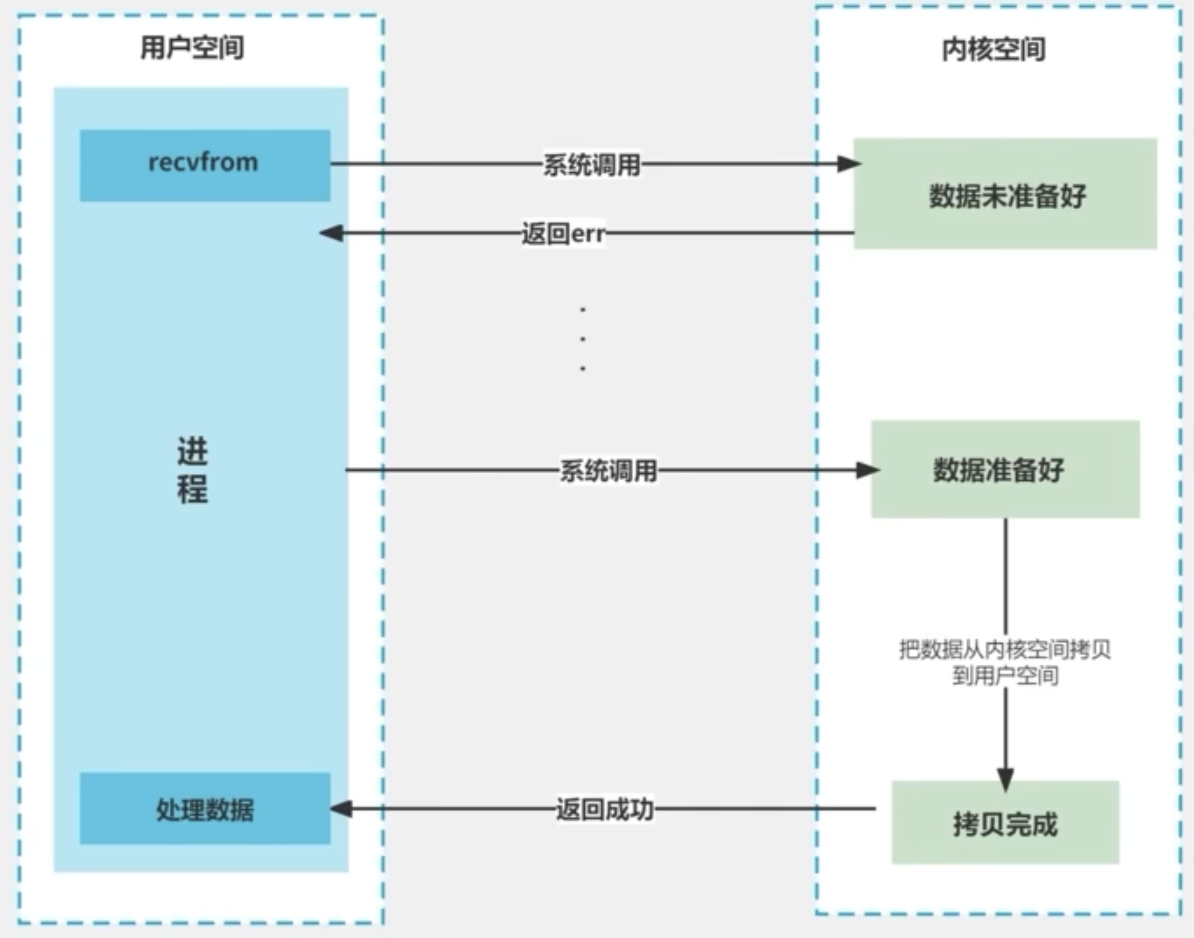 用户空间
内核空间
recvfrom
系统调用
数据未准备好
返回err
进
程
系统调用
数据准备好
把数据从内核空间拷贝
到用户空间
处理数据
返回成功
拷贝完成